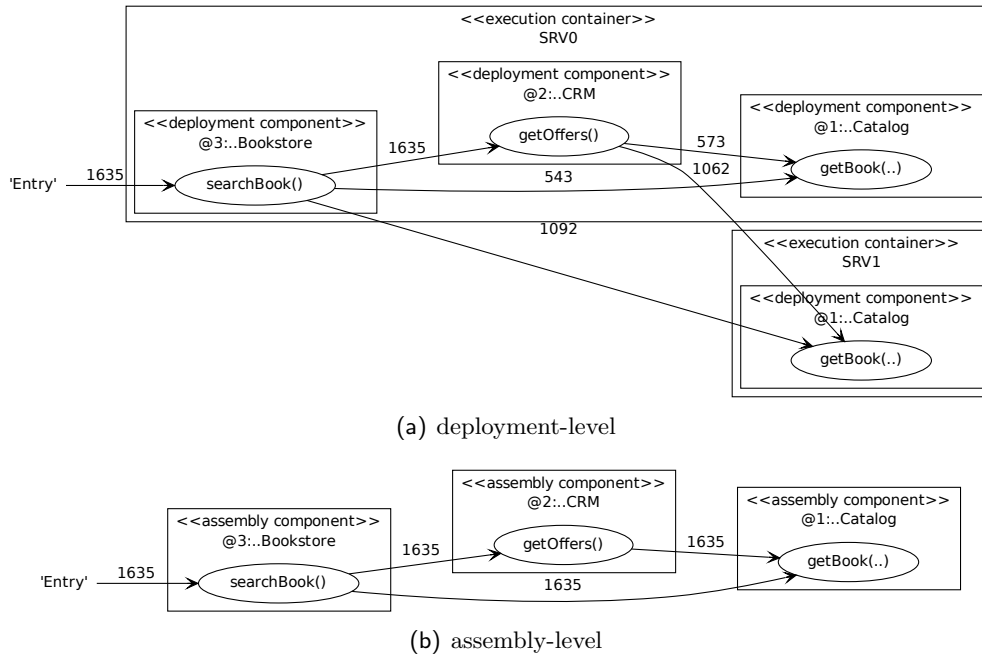 <<execution container>>
SRV0
<<deployment component>>
@2:..CRM
getOffers()
<<deployment component>>
@3:..Bookstore
searchBook()
<<deployment component>>
@1:..Catalog
getBook(..)
'Entry'
1635
1635
573
1062
543
1092
<<execution container>>
SRV1
<<deployment component>>
@1:..Catalog
getBook(..)
(a) deployment-level
<<assembly component>>
@2:..CRM
getOffers()
<<assembly component>>
@1:..Catalog
getBook(..)
<<assembly component>>
@3:..Bookstore
searchBook()
'Entry'
1635
1635
1635
1635
(b) assembly-level